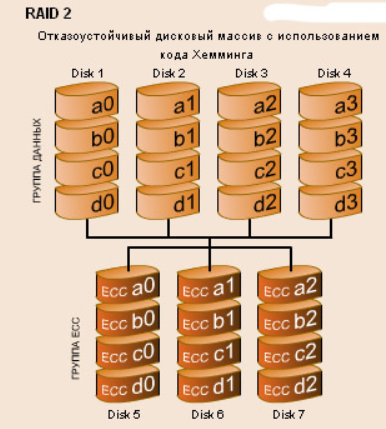 RAID 2
Отказоустойчивый дисковый массив с использованием
кода Хемминга
Disk 1 Disk 2 Disk 3 Disk 4
ГРУППА ДАННЫХ
a0 a1 a2 a3
b0 b1 b2 b3
c0 c1 c2 c3
d0 d1 d2 d3
ГРУППА ECC
ECC a0 ECC a1 ECC a2
ECC b0 ECC b1 ECC b2
ECC c0 ECC c1 ECC c2
ECC d0 ECC d1 ECC d2
Disk 5 Disk 6 Disk 7